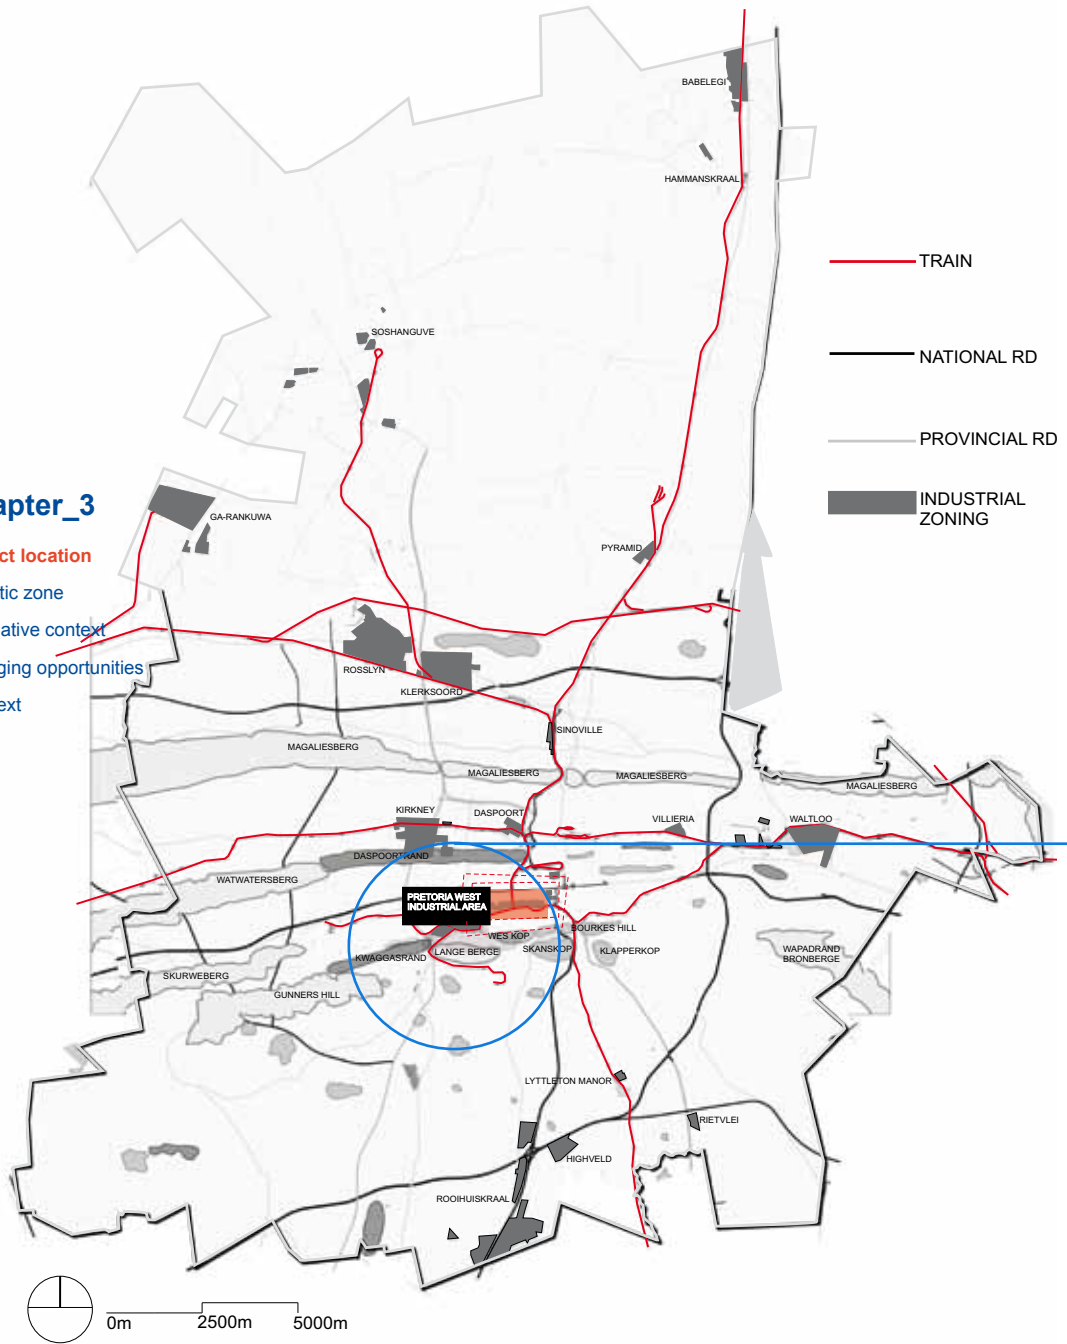 BABELEGI
HAMMANSKRAAL
TRAIN
SOSHANGUVE
NATIONAL RD
PROVINCIAL RD
INDUSTRIAL
ZONING
apter_3
GA-RANKUWA
ct location
PYRAMID
tic zone
ative context
ging opportunities
ext
ROSSLYN
KLERKSOORD
SINOVILLE
MAGALIESBERG
MAGALIESBERG
MAGALIESBERG
MAGALIESBERG
KIRKNEY
DASPOORT
VILLIERIA
WALTLOO
DASPOORTRAND
WATWATERSBERG
PRETORIA WEST
INDUSTRIAL AREA
BOURKES HILL
WES KOP
KWAGGASRAND
LANGE BERGE
SKANSKOP
KLAPPERKOP
WAPADRAND
BRONBERGE
SKURWEBERG
GUNNERS HILL
LYTTLETON MANOR
RIETVLEI
HIGHVELD
ROOIHUISKRAAL
0m
2500m
5000m